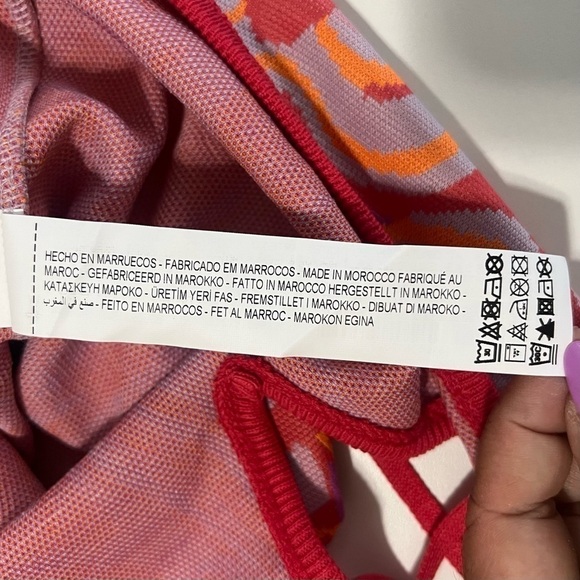 HECHO EN MARRUECOS - FABRICADO EM MARROCOS - MADE IN MOROCCO FABRIQUÉ AU
MAROC - GEFABRICEERD IN MAROKKO - FATTO IN MAROCCO HERGESTELLT IN MAROKKO -
ΚΑΤΑΣΚΕΥΗ ΜΑΡΟΚΟ - ÜRETİM YERİ FAS - FREMSTILLET I MAROKKO - DIBUAT DI MAROKO -
صنع في المغرب - FEITO EN MARROCOS - FET AL MARROC - MAROKON EGINA